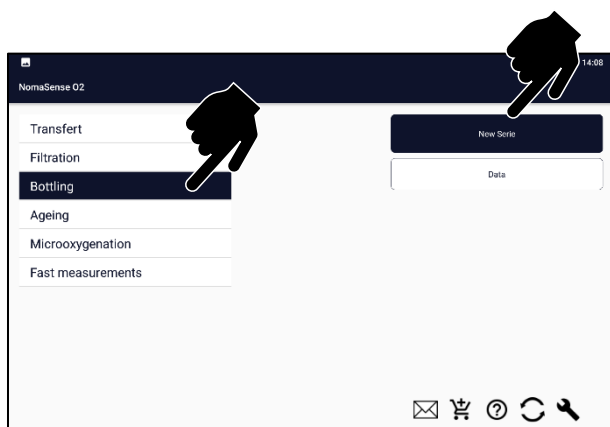 14:08
NomaSense O2
Transfert
Filtration
Bottling
Ageing
Microoxygenation
Fast measurements
New Serie
Data